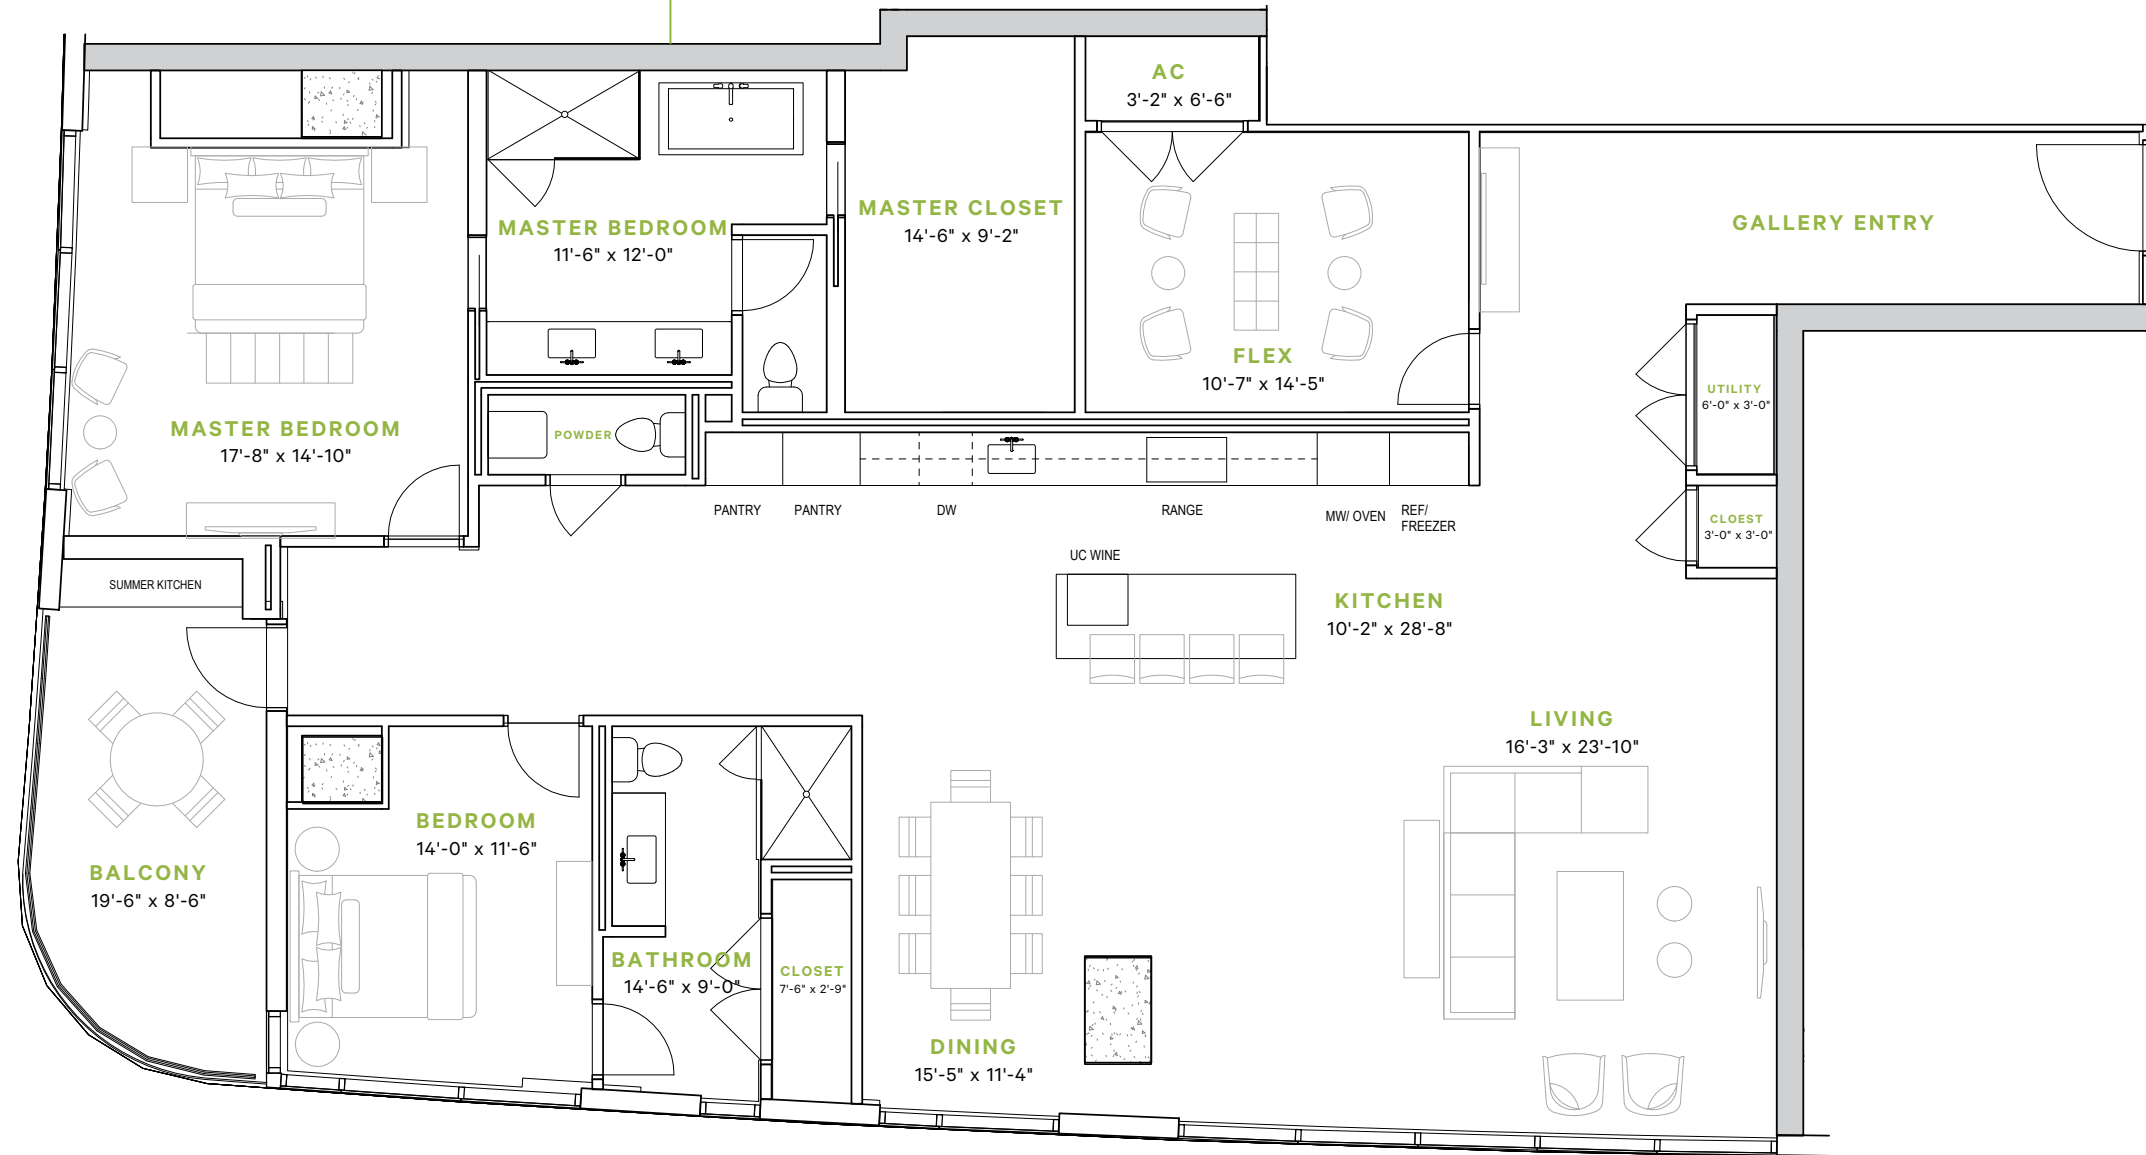 AC
3'-2" x 6'-6"
MASTER BEDROOM
11'-6" x 12'-0"
MASTER CLOSET
14'-6" x 9'-2"
GALLERY ENTRY
FLEX
10'-7" x 14'-5"
UTILITY
6'-0" x 3'-0"
MASTER BEDROOM
17'-8" x 14'-10"
POWDER
PANTRY
PANTRY
DW
RANGE
MW/ OVEN
REF/
FREEZER
CLOEST
3'-0" x 3'-0"
UC WINE
SUMMER KITCHEN
KITCHEN
10'-2" x 28'-8"
LIVING
16'-3" x 23'-10"
BEDROOM
14'-0" x 11'-6"
BALCONY
19'-6" x 8'-6"
BATHROOM
14'-6" x 9'-0"
CLOSET
7'-6" x 2'-9"
DINING
15'-5" x 11'-4"